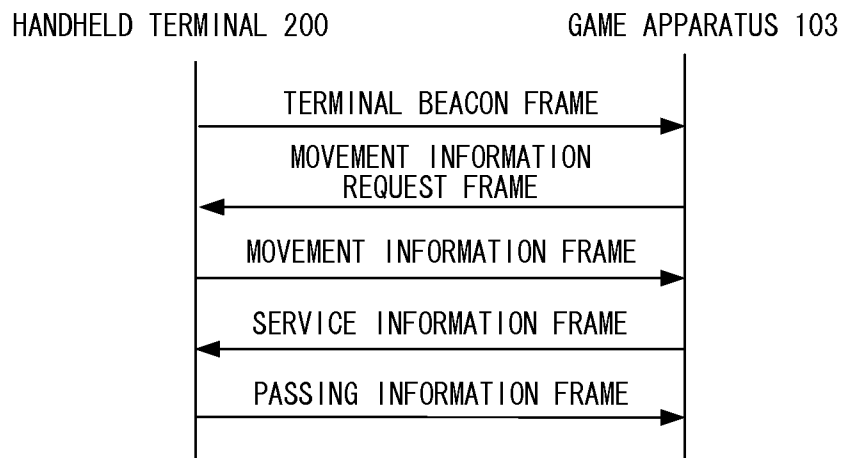 HANDHELD TERMINAL 200
GAME APPARATUS 103
TERMINAL BEACON FRAME
MOVEMENT INFORMATION
REQUEST FRAME
MOVEMENT INFORMATION FRAME
SERVICE INFORMATION FRAME
PASSING INFORMATION FRAME